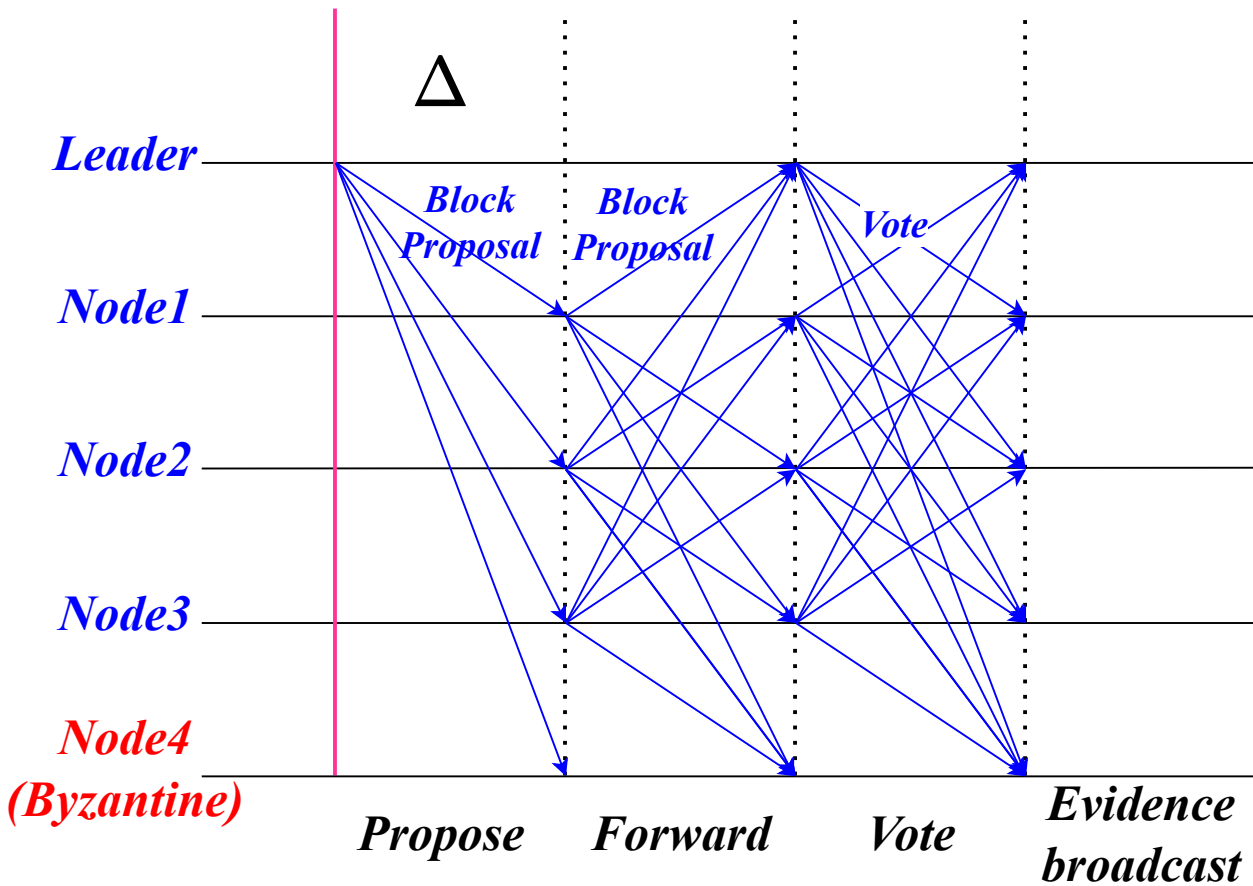 Δ
Leader
Block
Proposal
Block
Proposal
Vote
Node1
Node2
Node3
Node4
(Byzantine)
Propose
Forward
Vote
Evidence
broadcast